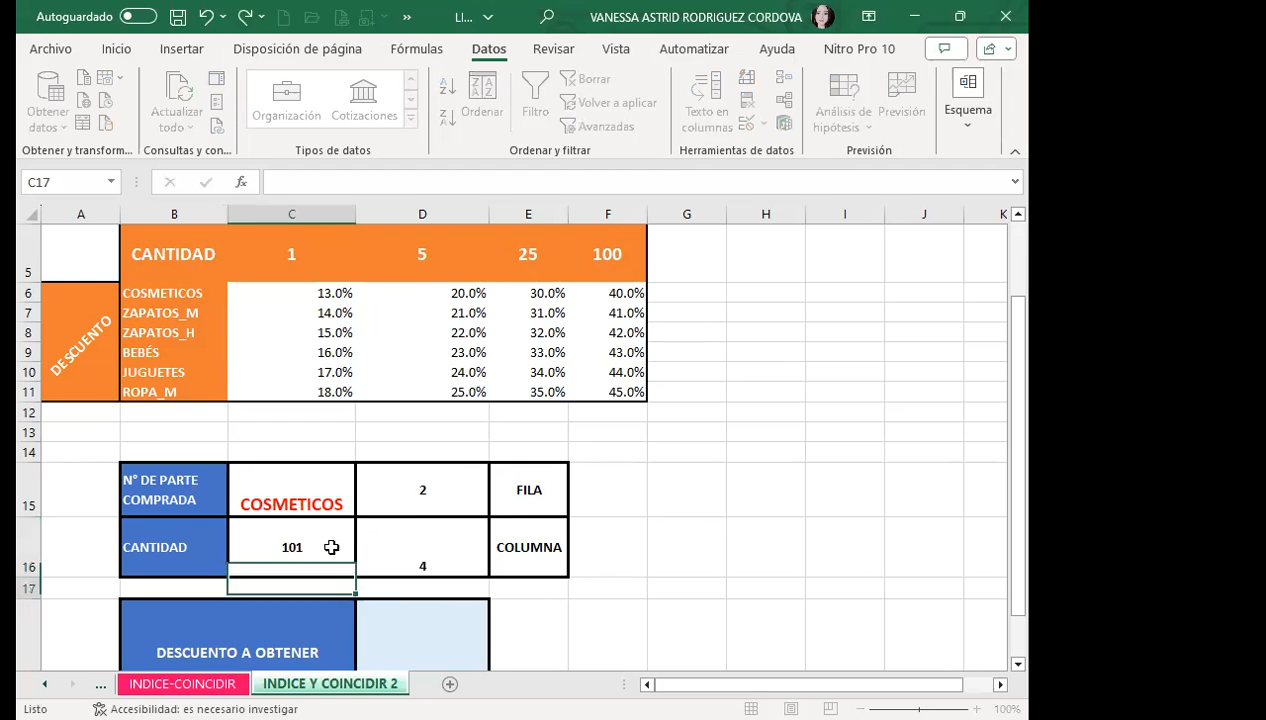 Autoguardado
LI...
VANESSA ASTRID RODRIGUEZ CORDOVA
Archivo Inicio Insertar Disposición de página Fórmulas Datos Revisar Vista Automatizar Ayuda Nitro Pro 10
Obtener datos
Actualizar todo
Organización Cotizaciones
Ordenar
Filtro
Borrar
Volver a aplicar
Avanzadas
Texto en columnas
Análisis de hipótesis
Previsión
Esquema
Obtener y transform... Consultas y con... Tipos de datos Ordenar y filtrar Herramientas de datos Previsión
C17 fx
A B C D E F G H I J K
5 CANTIDAD 1 5 25 100
DESCUENTO
6 COSMETICOS 13.0% 20.0% 30.0% 40.0%
7 ZAPATOS_M 14.0% 21.0% 31.0% 41.0%
8 ZAPATOS_H 15.0% 22.0% 32.0% 42.0%
9 BEBÉS 16.0% 23.0% 33.0% 43.0%
10 JUGUETES 17.0% 24.0% 34.0% 44.0%
11 ROPA_M 18.0% 25.0% 35.0% 45.0%
12
13
14
15 N° DE PARTE COMPRADA COSMETICOS 2 FILA
16 CANTIDAD 101 4 COLUMNA
17
DESCUENTO A OBTENER
... INDICE-COINCIDIR INDICE Y COINCIDIR 2
Listo Accesibilidad: es necesario investigar 100%